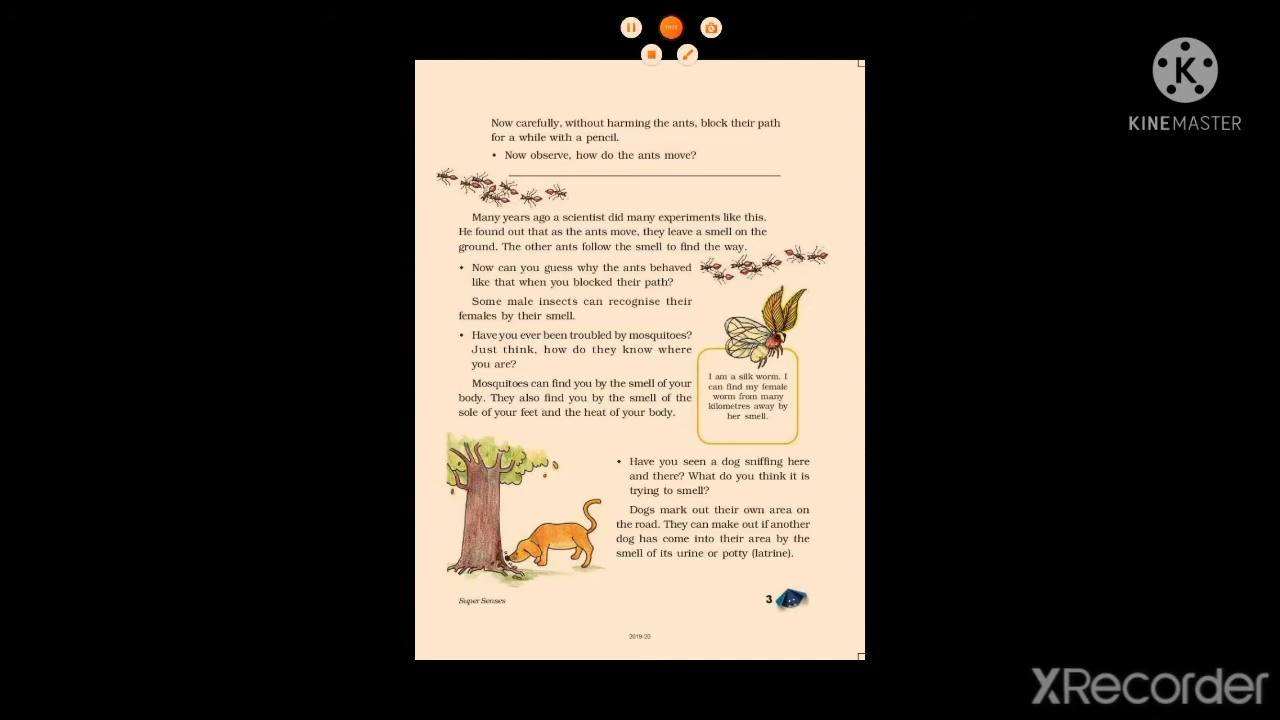 KINEMASTER
Now carefully, without harming the ants, block their path
for a while with a pencil.
• Now observe, how do the ants move?
Many years ago a scientist did many experiments like this.
He found out that as the ants move, they leave a smell on the
ground. The other ants follow the smell to find the way.
• Now can you guess why the ants behaved
like that when you blocked their path?
Some male insects can recognise their
females by their smell.
• Have you ever been troubled by mosquitoes?
Just think, how do they know where
you are?
Mosquitoes can find you by the smell of your
body. They also find you by the smell of the
sole of your feet and the heat of your body.
I am a silk worm. I
can find my female
worm from many
kilometres away by
her smell.
• Have you seen a dog sniffing here
and there? What do you think it is
trying to smell?
Dogs mark out their own area on
the road. They can make out if another
dog has come into their area by the
smell of its urine or potty (latrine).
Super Senses
3
2019-20
XRecorder